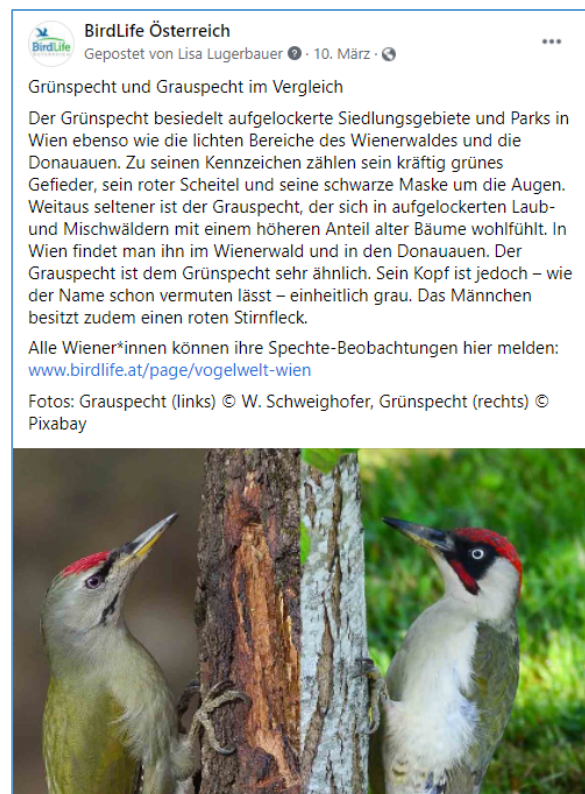 BirdLife Österreich
Gepostet von Lisa Lugerbauer · 10. März ·
Grünspecht und Grauspecht im Vergleich
Der Grünspecht besiedelt aufgelockerte Siedlungsgebiete und Parks in
Wien ebenso wie die lichten Bereiche des Wienerwaldes und die
Donauauen. Zu seinen Kennzeichen zählen sein kräftig grünes
Gefieder, sein roter Scheitel und seine schwarze Maske um die Augen.
Weitaus seltener ist der Grauspecht, der sich in aufgelockerten Laub-
und Mischwäldern mit einem höheren Anteil alter Bäume wohlfühlt. In
Wien findet man ihn im Wienerwald und in den Donauauen. Der
Grauspecht ist dem Grünspecht sehr ähnlich. Sein Kopf ist jedoch – wie
der Name schon vermuten lässt – einheitlich grau. Das Männchen
besitzt zudem einen roten Stirnfleck.
Alle Wiener*innen können ihre Spechte-Beobachtungen hier melden:
www.birdlife.at/page/vogelwelt-wien
Fotos: Grauspecht (links) © W. Schweighofer, Grünspecht (rechts) ©
Pixabay
BirdLife